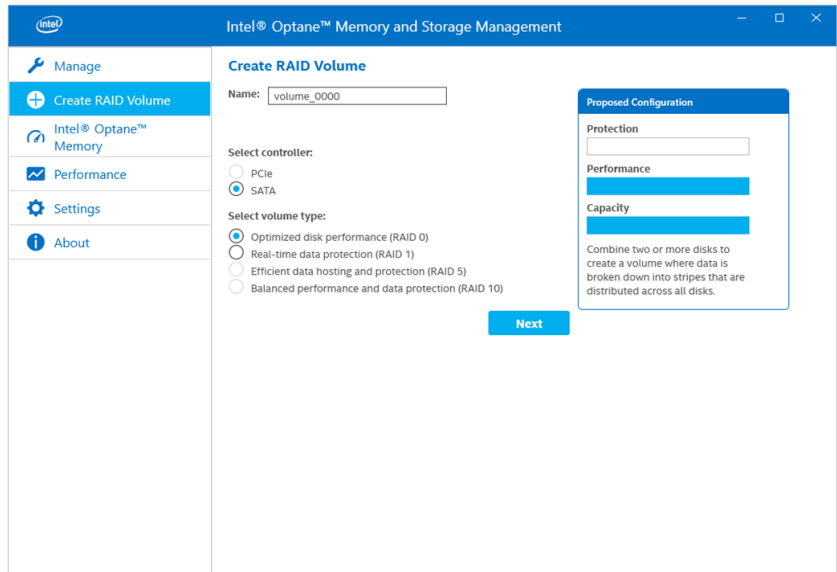 intel
Intel® Optane™ Memory and Storage Management
Manage
Create RAID Volume
Intel® Optane™
Memory
Performance
Settings
About
Create RAID Volume
Name:
volume_0000
Select controller:
PCIe
SATA
Select volume type:
Optimized disk performance (RAID 0)
Real-time data protection (RAID 1)
Efficient data hosting and protection (RAID 5)
Balanced performance and data protection (RAID 10)
Next
Proposed Configuration
Protection
Performance
Capacity
Combine two or more disks to
create a volume where data is
broken down into stripes that are
distributed across all disks.